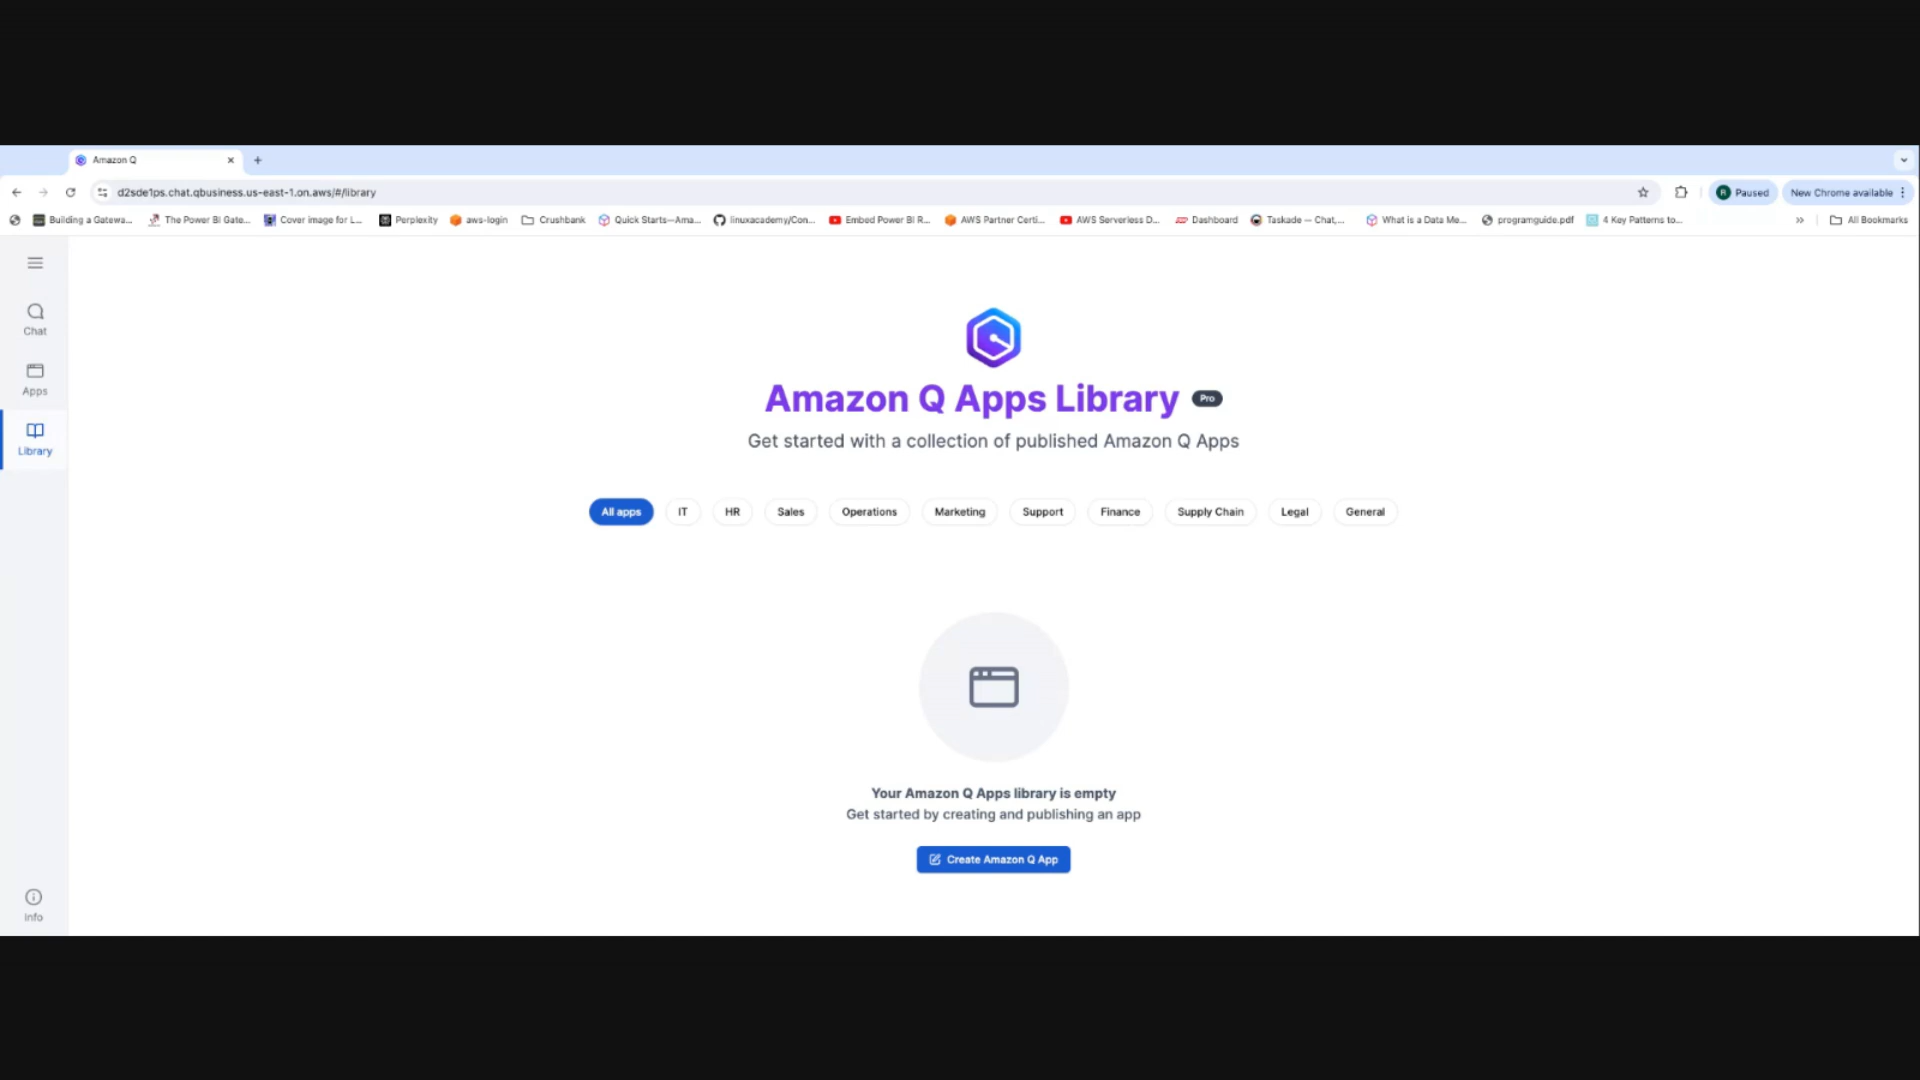 Amazon Q
d2sde1ps.chat.qbusiness.us-east-1.on.aws/#/library
Paused
New Chrome available
Building a Gatewa...
The Power BI Gate...
Cover image for L...
Perplexity
aws-login
Crushbank
Quick Starts—Ama...
linuxacademy/Con...
Embed Power BI R...
AWS Partner Certi...
AWS Serverless D...
Dashboard
Taskade — Chat,...
What is a Data Me...
programguide.pdf
4 Key Patterns to...
All Bookmarks
Chat
Apps
Library
Info
Amazon Q Apps Library Pro
Get started with a collection of published Amazon Q Apps
All apps
IT
HR
Sales
Operations
Marketing
Support
Finance
Supply Chain
Legal
General
Your Amazon Q Apps library is empty
Get started by creating and publishing an app
Create Amazon Q App